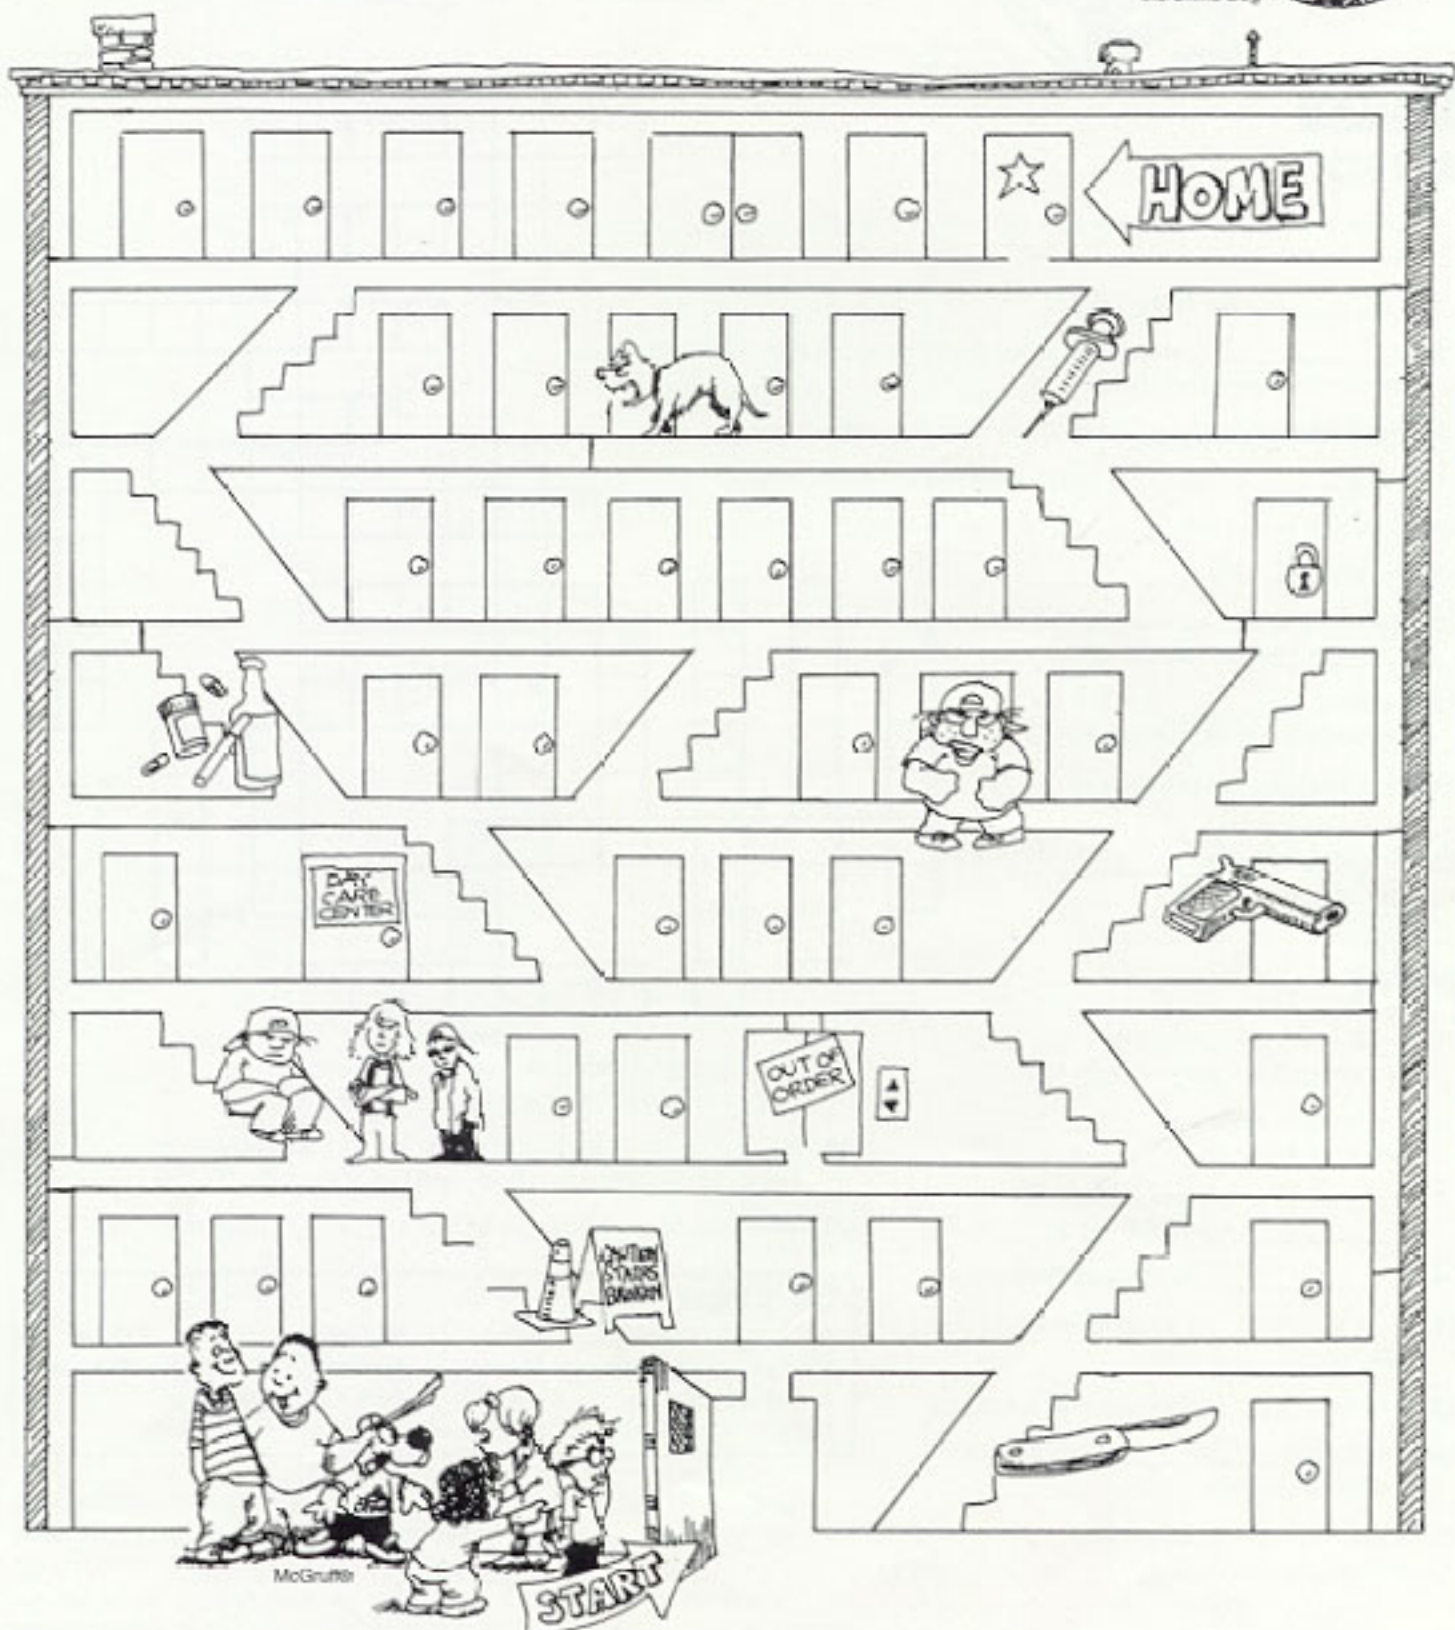 HOME
DAY
CARE
CENTER
OUT OF
ORDER
CAUTION
STAIRS
BROKEN
McGruff®
START